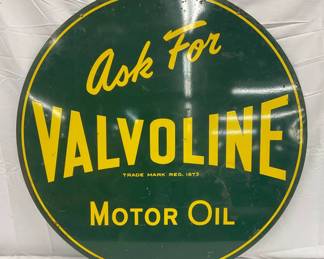 Ask For
VALVOLINE
TRADE MARK REG. 1873
MOTOR OIL